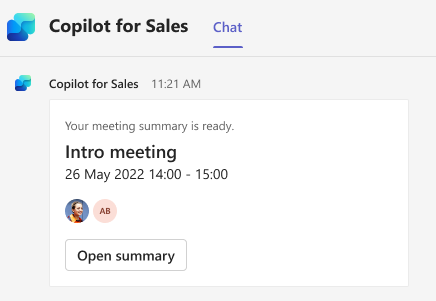 Copilot for Sales Chat
Copilot for Sales 11:21 AM
Your meeting summary is ready.
Intro meeting
26 May 2022 14:00 - 15:00
AB
Open summary